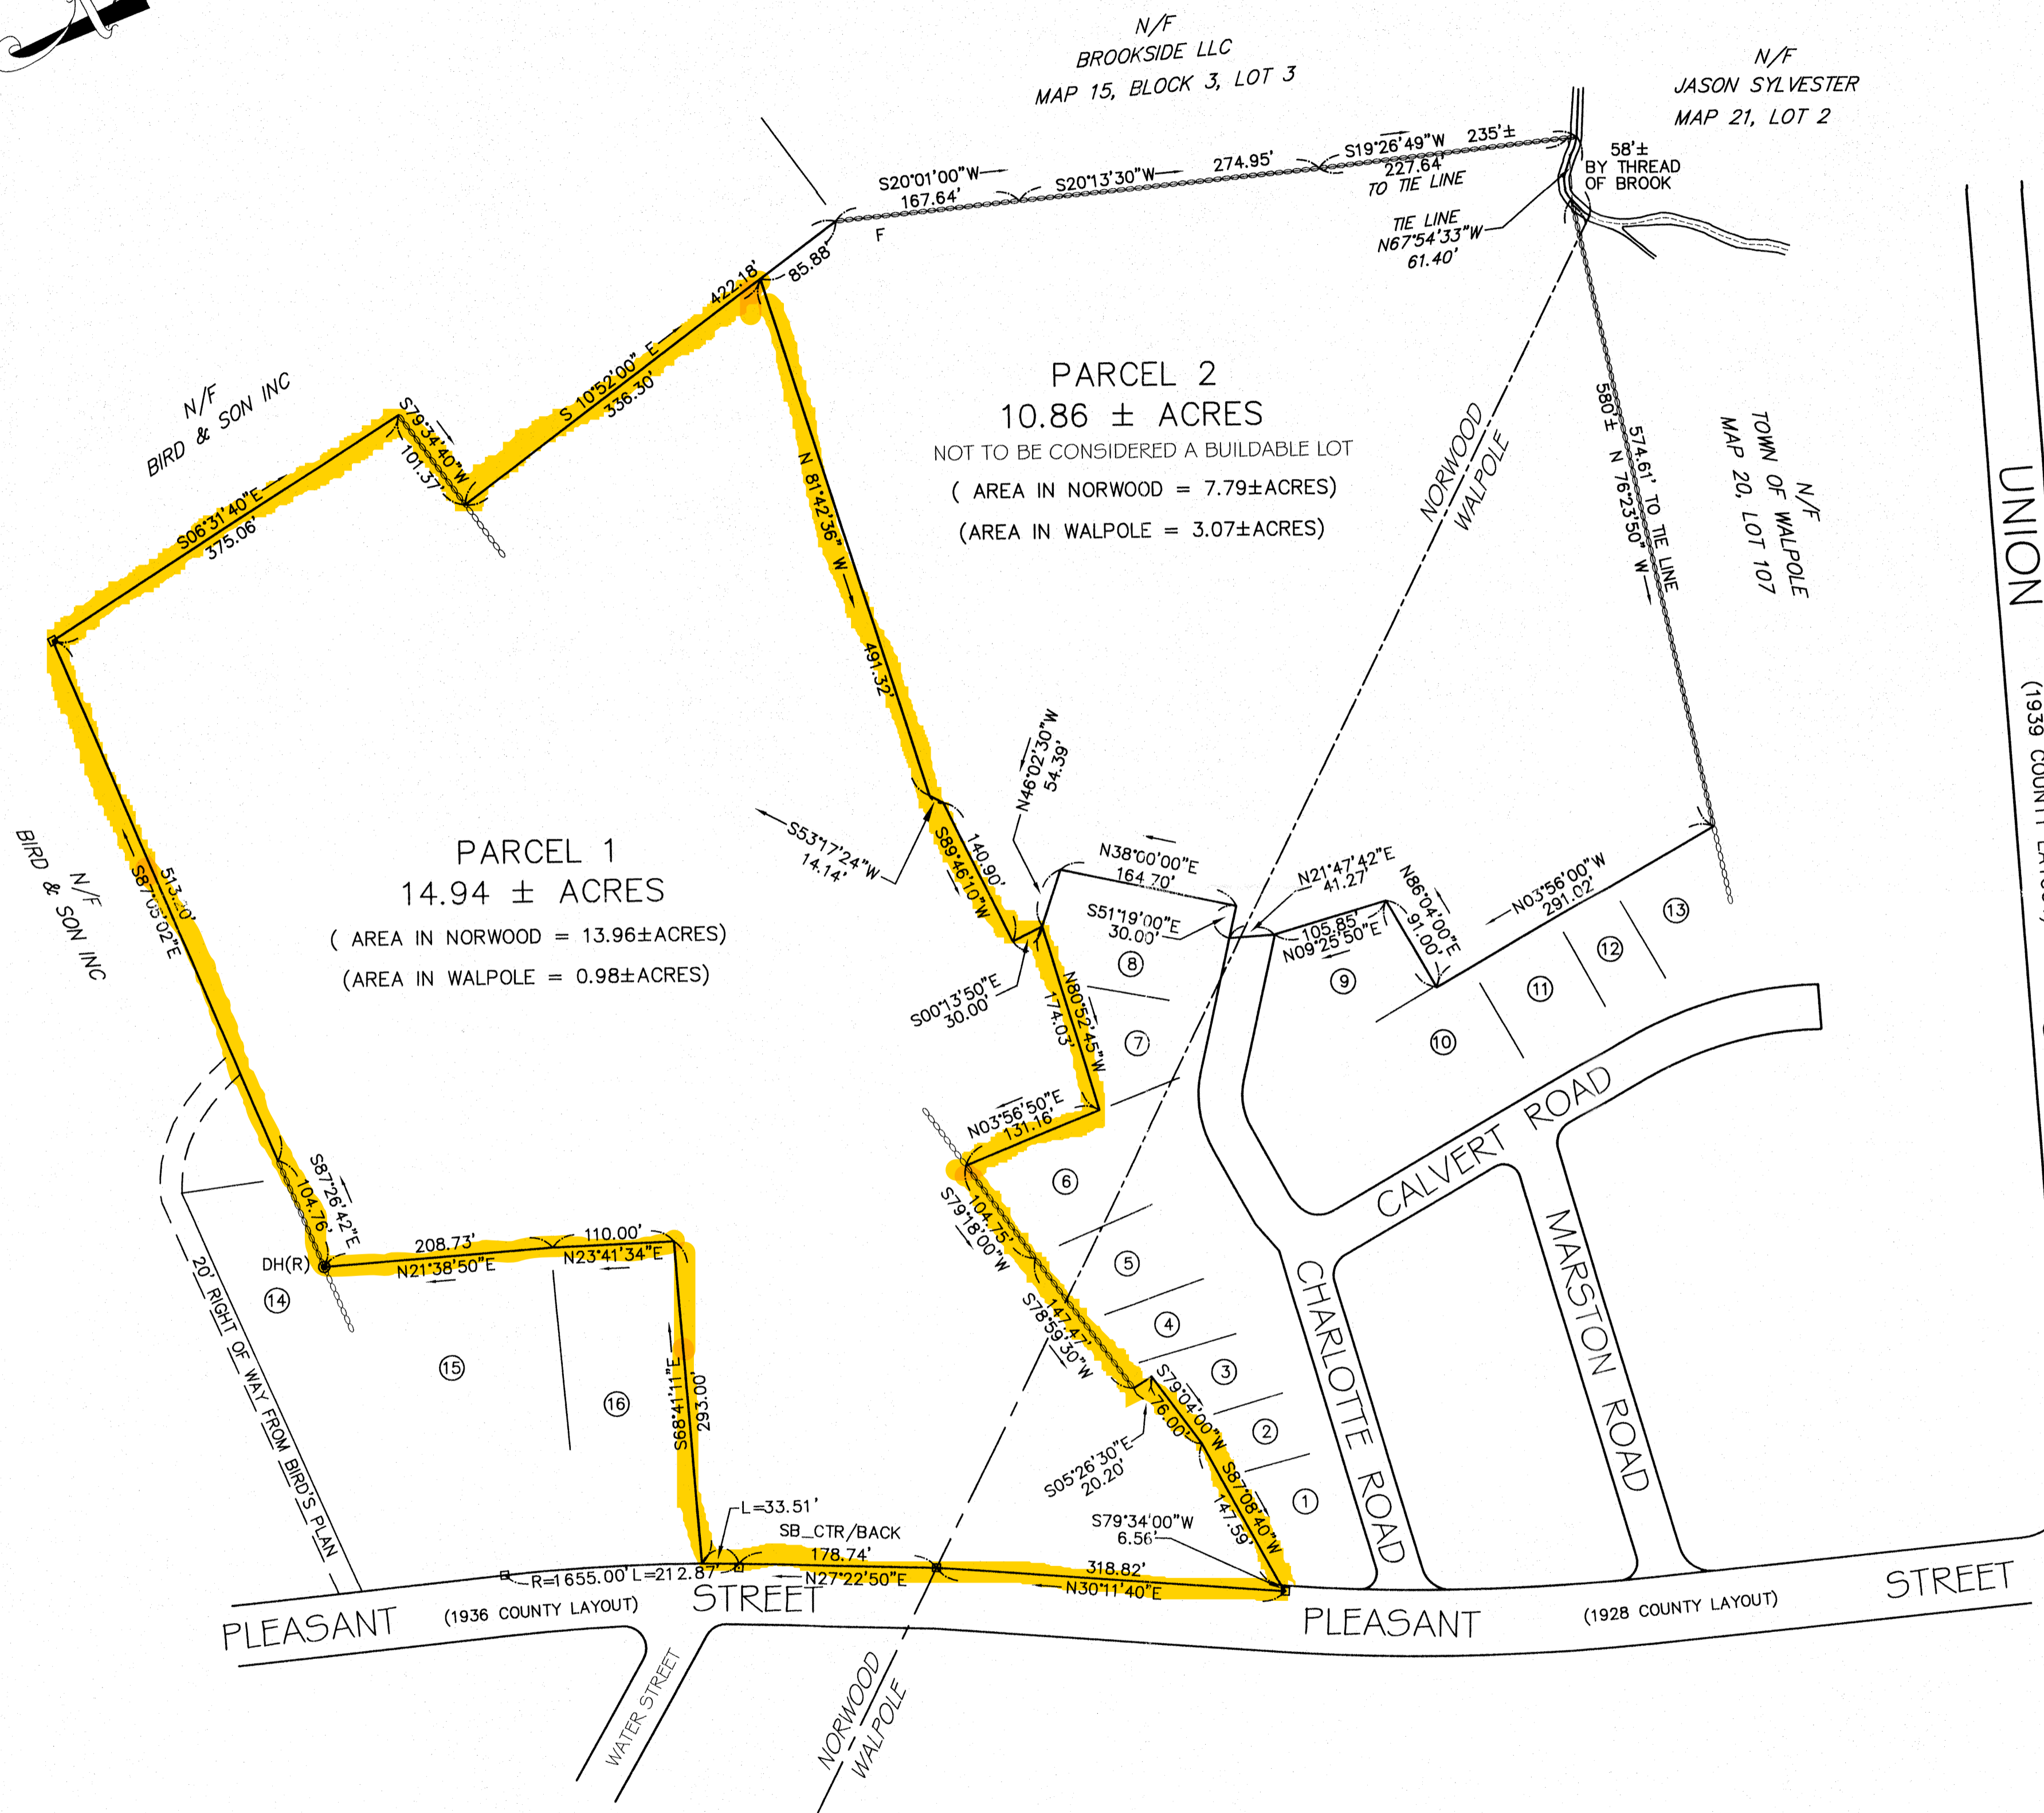 N/F
BROOKSIDE LLC
MAP 15, BLOCK 3, LOT 3
N/F
JASON SYLVESTER
MAP 21, LOT 2
S20°01'00"W
167.64'
S20°13'30"W
274.95'
S19°26'49"W
235'±
227.64'
TO TIE LINE
58'±
BY THREAD
OF BROOK
TIE LINE
N67°54'33"W
61.40'
F
85.88'
422.18'
S 10°52'00" E
336.30'
N/F
BIRD & SON INC
S79°34'40"W
101.37'
S06°31'40"E
375.06'
PARCEL 2
10.86 ± ACRES
NOT TO BE CONSIDERED A BUILDABLE LOT
( AREA IN NORWOOD = 7.79±ACRES)
(AREA IN WALPOLE = 3.07±ACRES)
NORWOOD
WALPOLE
580'±
574.61' TO TIE LINE
N 76°23'50" W
N/F
TOWN OF WALPOLE
MAP 20, LOT 107
UNION
(1939 COUNTY LAYOUT)
N 81°42'36" W
491.32'
PARCEL 1
14.94 ± ACRES
( AREA IN NORWOOD = 13.96±ACRES)
(AREA IN WALPOLE = 0.98±ACRES)
N/F
BIRD & SON INC
513.20'
S87°05'02"E
S53°17'24"W
14.14'
140.90'
S89°46'10"W
N46°02'30"W
54.39'
N38°00'00"E
164.70'
S51°19'00"E
30.00'
N21°47'42"E
41.27'
105.85'
N09°25'50"E
N86°04'00"E
91.00'
N03°56'00"W
291.02'
S00°13'50"E
30.00'
N80°52'45"W
174.03'
8
7
9
10
11
12
13
N03°56'50"E
131.16'
6
S79°18'00"W
104.75'
5
S78°59'30"W
147.47'
4
3
S79°04'00"W
76.00'
2
S05°26'30"E
20.20'
S87°08'40"W
147.59'
1
S79°34'00"W
6.56'
CALVERT ROAD
CHARLOTTE ROAD
MARSTON ROAD
S87°26'42"E
104.76'
DH(R)
208.73'
N21°38'50"E
110.00'
N23°41'34"E
14
15
16
20' RIGHT OF WAY FROM BIRD'S PLAN
S68°41'11"E
293.00'
L=33.51'
SB_CTR/BACK
178.74'
N27°22'50"E
318.82'
N30°11'40"E
R=1655.00' L=212.87'
PLEASANT
(1936 COUNTY LAYOUT)
STREET
PLEASANT
(1928 COUNTY LAYOUT)
STREET
WATER STREET
NORWOOD
WALPOLE